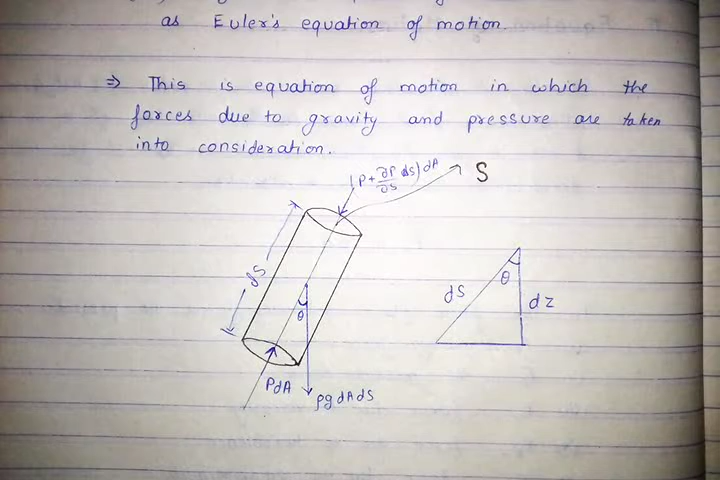 as Euler's equation of motion.
⇒ This is equation of motion in which the
forces due to gravity and pressure are taken
into consideration.
(P + ∂P/∂S ds) dA
S
ds
θ
ds
θ
dz
PdA
ρg dA ds